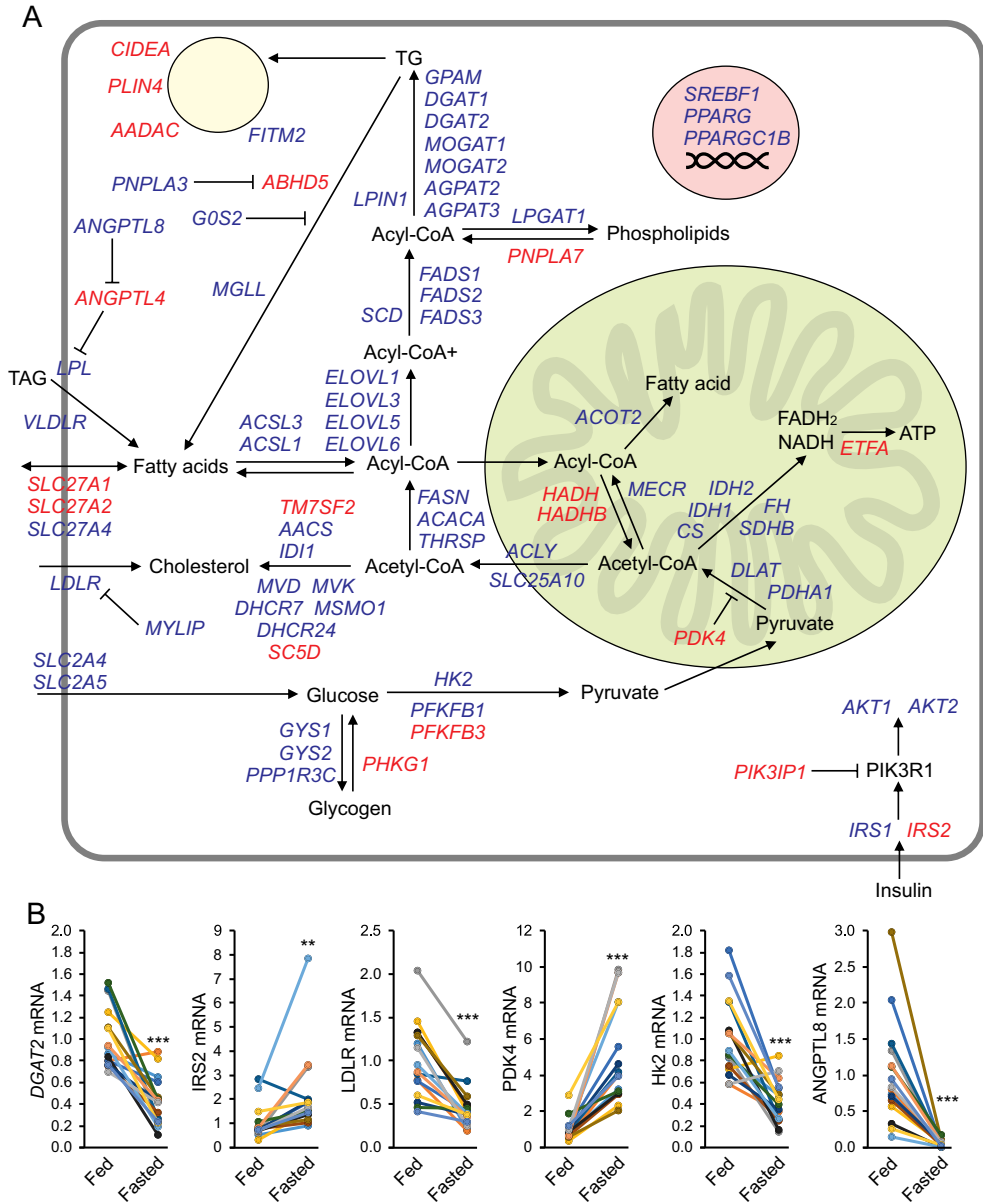 A
CIDEA
PLIN4
AADAC
FITM2
TG
GPAM
DGAT1
DGAT2
MOGAT1
MOGAT2
AGPAT2
AGPAT3
LPIN1
SREBF1
PPARG
PPARGC1B
PNPLA3
ABHD5
G0S2
ANGPTL8
ANGPTL4
MGLL
Acyl-CoA
LPGAT1
PNPLA7
Phospholipids
SCD
FADS1
FADS2
FADS3
Acyl-CoA+
LPL
TAG
VLDLR
ELOVL1
ELOVL3
ELOVL5
ELOVL6
ACSL3
ACSL1
Fatty acids
Acyl-CoA
SLC27A1
SLC27A2
SLC27A4
Fatty acid
ACOT2
Acyl-CoA
FADH2
NADH
ATP
ETFA
HADH
HADHB
MECR
IDH2
IDH1
CS
FH
SDHB
TM7SF2
AACS
IDI1
FASN
ACACA
THRSP
ACLY
SLC25A10
Acetyl-CoA
Acetyl-CoA
Cholesterol
LDLR
MYLIP
MVD MVK
DHCR7 MSMO1
DHCR24
SC5D
DLAT
PDHA1
PDK4
Pyruvate
SLC2A4
SLC2A5
Glucose
HK2
PFKFB1
PFKFB3
Pyruvate
GYS1
GYS2
PPP1R3C
PHKG1
Glycogen
AKT1 AKT2
PIK3IP1
PIK3R1
IRS1 IRS2
Insulin
B
DGAT2 mRNA
2.0
1.8
1.6
1.4
1.2
1.0
0.8
0.6
0.4
0.2
0.0
***
Fed
Fasted
IRS2 mRNA
9
8
7
6
5
4
3
2
1
0
**
Fed
Fasted
LDLR mRNA
2.5
2.0
1.5
1.0
0.5
0.0
***
Fed
Fasted
PDK4 mRNA
12
10
8
6
4
2
0
***
Fed
Fasted
Hk2 mRNA
2.0
1.8
1.6
1.4
1.2
1.0
0.8
0.6
0.4
0.2
0.0
***
Fed
Fasted
ANGPTL8 mRNA
3.0
2.5
2.0
1.5
1.0
0.5
0.0
***
Fed
Fasted